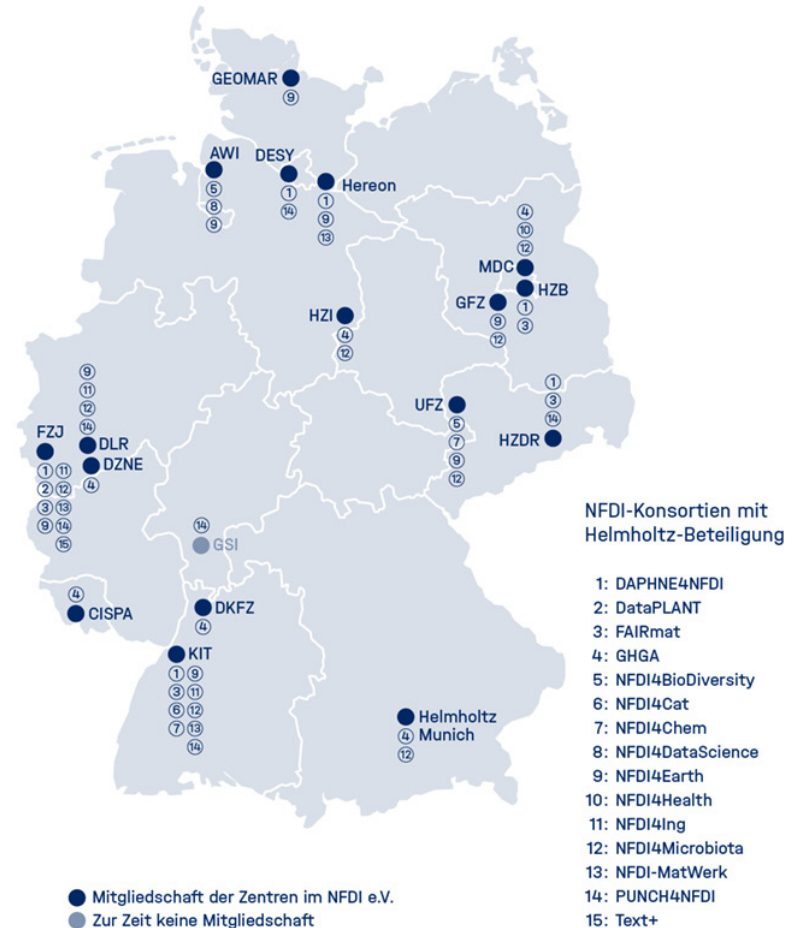 GEOMAR
9
AWI
5
8
9
DESY
1
14
Hereon
1
9
13
4
10
12
MDC
HZB
1
3
GFZ
9
12
HZI
4
12
9
11
12
14
DLR
DZNE
4
FZJ
1 11
2 12
3 13
9 14
15
UFZ
5
7
9
12
1
3
14
HZDR
14
GSI
4
CISPA
DKFZ
4
KIT
1 9
3 11
6 12
7 13
14
Helmholtz
4 Munich
12
NFDI-Konsortien mit
Helmholtz-Beteiligung
1: DAPHNE4NFDI
2: DataPLANT
3: FAIRmat
4: GHGA
5: NFDI4BioDiversity
6: NFDI4Cat
7: NFDI4Chem
8: NFDI4DataScience
9: NFDI4Earth
10: NFDI4Health
11: NFDI4Ing
12: NFDI4Microbiota
13: NFDI-MatWerk
14: PUNCH4NFDI
15: Text+
Mitgliedschaft der Zentren im NFDI e.V.
Zur Zeit keine Mitgliedschaft